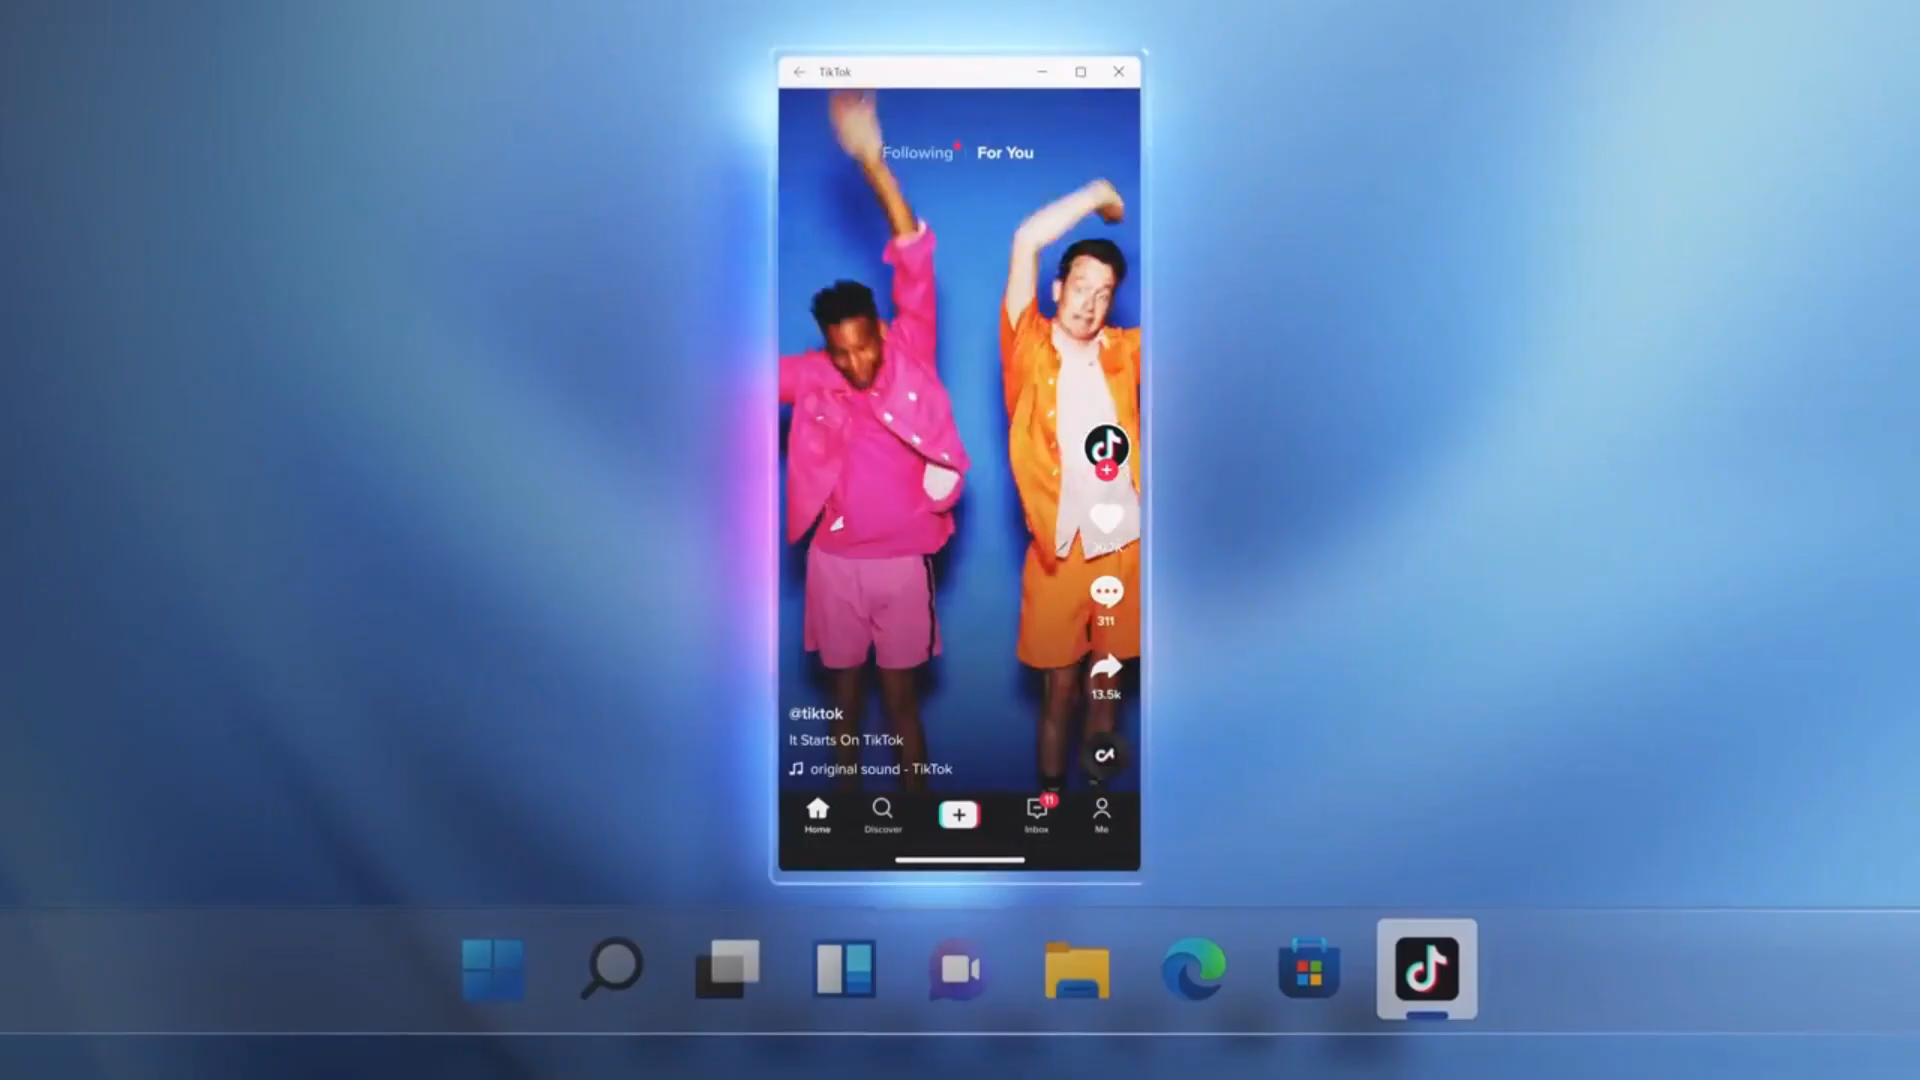 TikTok
Following
For You
311
13.5k
@tiktok
It Starts On TikTok
original sound - TikTok
11
Home
Discover
Inbox
Me